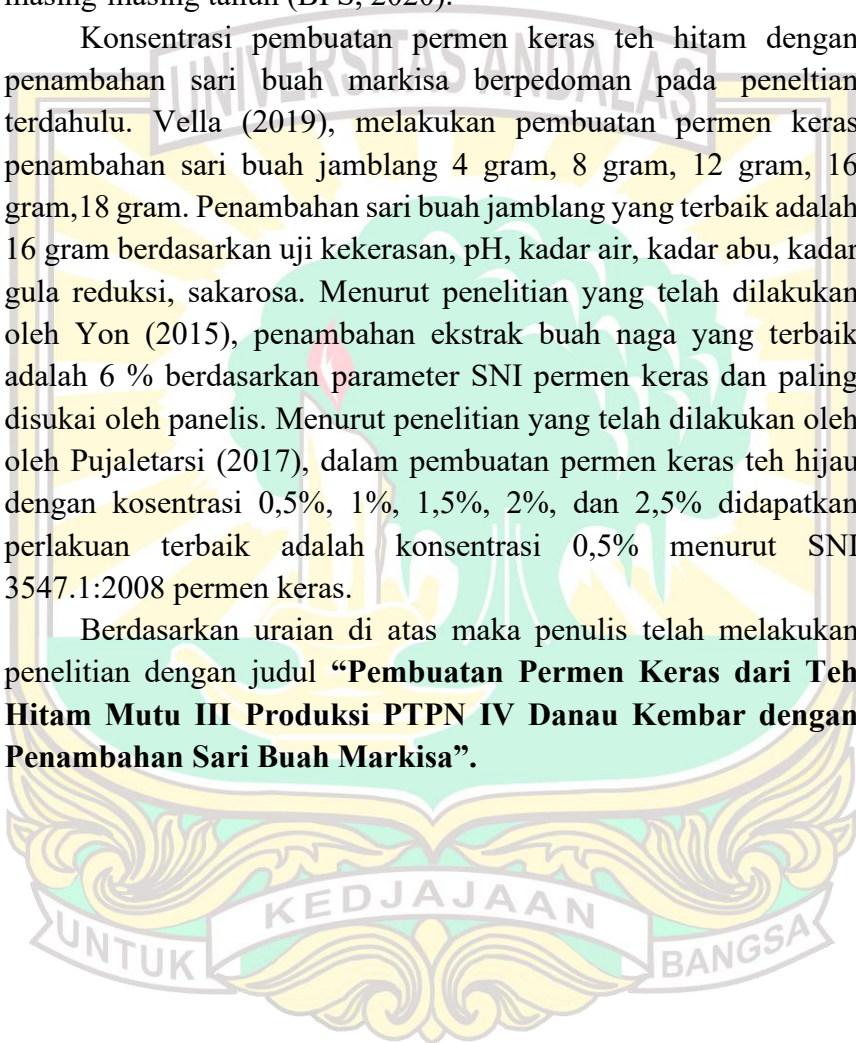 masing-masing tahun (BPS, 2020).
Konsentrasi pembuatan permen keras teh hitam dengan
penambahan sari buah markisa berpedoman pada peneltian
terdahulu. Vella (2019), melakukan pembuatan permen keras
penambahan sari buah jamblang 4 gram, 8 gram, 12 gram, 16
gram,18 gram. Penambahan sari buah jamblang yang terbaik adalah
16 gram berdasarkan uji kekerasan, pH, kadar air, kadar abu, kadar
gula reduksi, sakarosa. Menurut penelitian yang telah dilakukan
oleh Yon (2015), penambahan ekstrak buah naga yang terbaik
adalah 6 % berdasarkan parameter SNI permen keras dan paling
disukai oleh panelis. Menurut penelitian yang telah dilakukan oleh
oleh Pujaletarsi (2017), dalam pembuatan permen keras teh hijau
dengan kosentrasi 0,5%, 1%, 1,5%, 2%, dan 2,5% didapatkan
perlakuan terbaik adalah konsentrasi 0,5% menurut SNI
3547.1:2008 permen keras.
Berdasarkan uraian di atas maka penulis telah melakukan
penelitian dengan judul “Pembuatan Permen Keras dari Teh
Hitam Mutu III Produksi PTPN IV Danau Kembar dengan
Penambahan Sari Buah Markisa”.
UNIVERSITAS ANDALAS
UNTUK KEDJAJAAN BANGSA